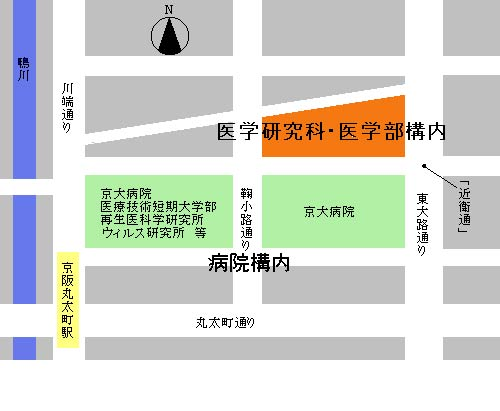 N
鴨川
川端通り
医学研究科・医学部構内
京大病院
医療技術短期大学部
再生医科学研究所
ウィルス研究所 等
鞠小路通り
京大病院
東大路通り
「近衛通」
病院構内
京阪丸太町駅
丸太町通り